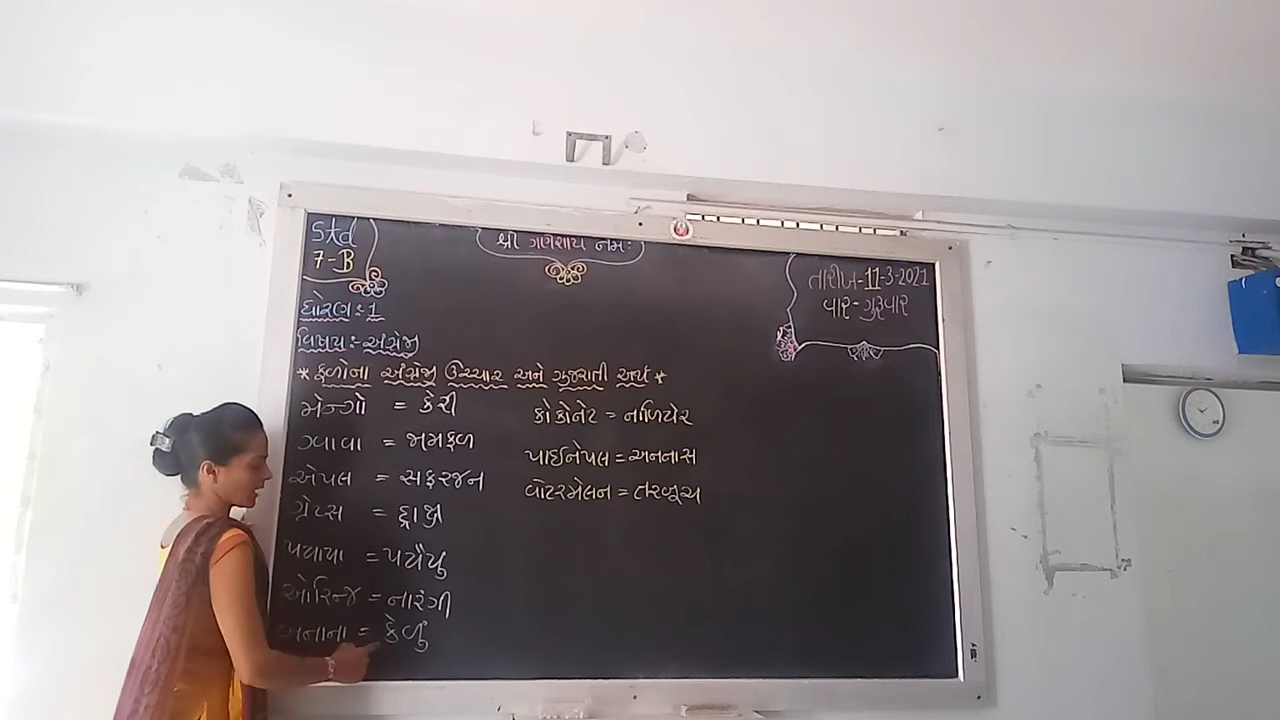 Std
7-B
શ્રી ગણેશાય નમઃ
તારીખ-11-3-2021
વાર-ગુરૂવાર
ધોરણઃ-1
વિષયઃ-અંગ્રેજી
*ફળોના અંગ્રેજી ઉચ્ચાર અને ગુજરાતી અર્થ*
મેન્ગો = કેરી
ગ્વાવા = જામફળ
એપલ = સફરજન
ગ્રેપ્સ = દ્રાક્ષ
પપાયા = પપૈયુ
ઓરેન્જ = નારંગી
બનાના = કેળું
કોકોનેટ = નાળિયેર
પાઈનેપલ = અનનાસ
વોટરમેલન = તરબૂચ